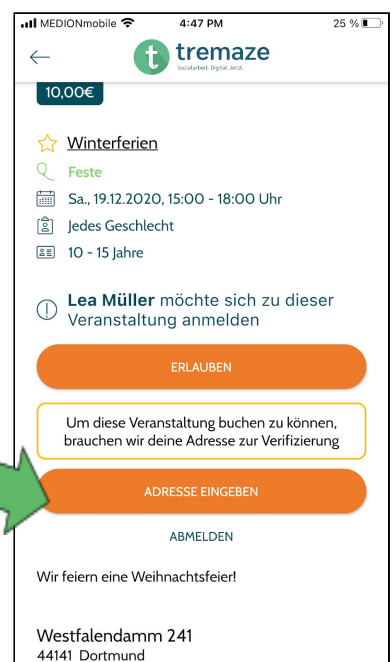 MEDIONmobile 4:47 PM 25 %
tremaze
Sozialarbeit. Digital. Jetzt.
10,00€
Winterferien
Feste
Sa., 19.12.2020, 15:00 - 18:00 Uhr
Jedes Geschlecht
10 - 15 Jahre
Lea Müller möchte sich zu dieser
Veranstaltung anmelden
ERLAUBEN
Um diese Veranstaltung buchen zu können,
brauchen wir deine Adresse zur Verifizierung
ADRESSE EINGEBEN
ABMELDEN
Wir feiern eine Weihnachtsfeier!
Westfalendamm 241
44141 Dortmund